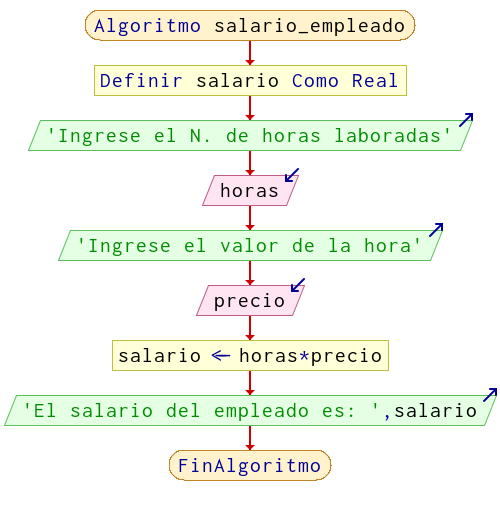 Algoritmo salario_empleado
Definir salario Como Real
'Ingrese el N. de horas laboradas'
horas
'Ingrese el valor de la hora'
precio
salario ← horas*precio
'El salario del empleado es: ',salario
FinAlgoritmo